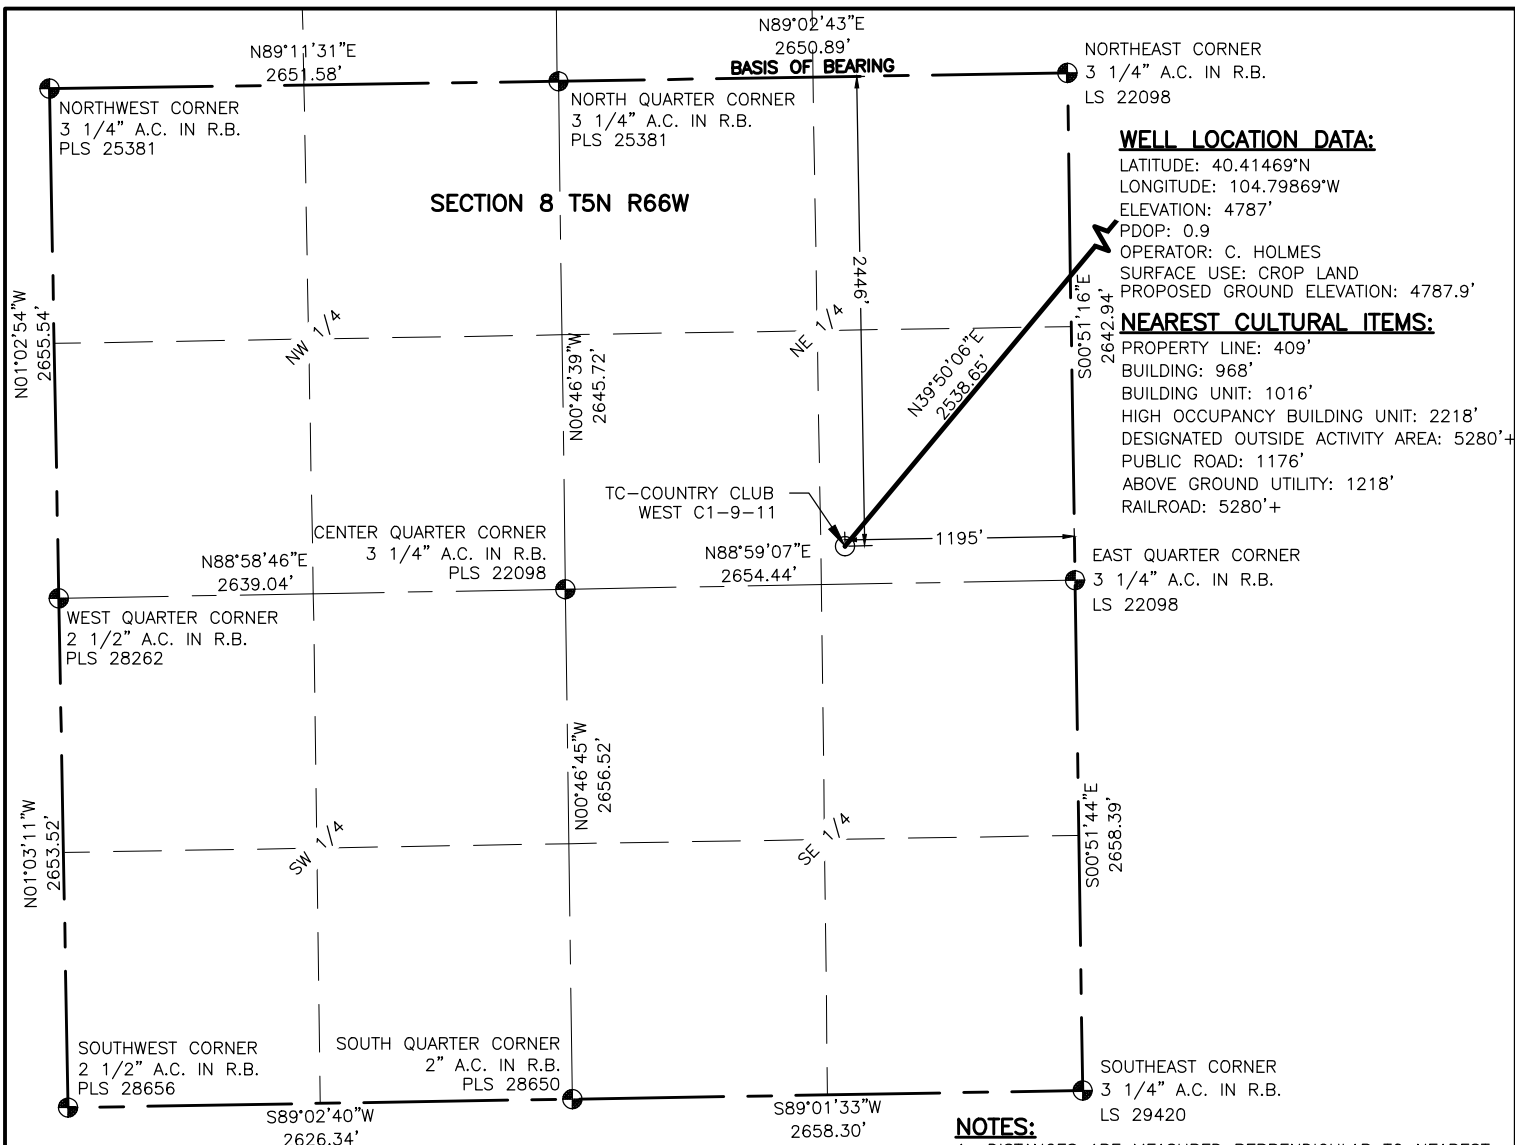 N89°11'31"E
2651.58'
N89°02'43"E
2650.89'
BASIS OF BEARING
NORTHWEST CORNER
3 1/4" A.C. IN R.B.
PLS 25381
NORTH QUARTER CORNER
3 1/4" A.C. IN R.B.
PLS 25381
NORTHEAST CORNER
3 1/4" A.C. IN R.B.
LS 22098
SECTION 8 T5N R66W
WELL LOCATION DATA:
LATITUDE: 40.41469°N
LONGITUDE: 104.79869°W
ELEVATION: 4787'
PDOP: 0.9
OPERATOR: C. HOLMES
SURFACE USE: CROP LAND
PROPOSED GROUND ELEVATION: 4787.9'
NEAREST CULTURAL ITEMS:
PROPERTY LINE: 409'
BUILDING: 968'
BUILDING UNIT: 1016'
HIGH OCCUPANCY BUILDING UNIT: 2218'
DESIGNATED OUTSIDE ACTIVITY AREA: 5280'+
PUBLIC ROAD: 1176'
ABOVE GROUND UTILITY: 1218'
RAILROAD: 5280'+
N01°02'54"W
2655.54'
NW 1/4
N00°46'39"W
2645.72'
NE 1/4
2446'
N39°50'06"E
2538.65'
S00°51'16"E
2642.94'
TC-COUNTRY CLUB
WEST C1-9-11
1195'
CENTER QUARTER CORNER
3 1/4" A.C. IN R.B.
PLS 22098
N88°58'46"E
2639.04'
N88°59'07"E
2654.44'
EAST QUARTER CORNER
3 1/4" A.C. IN R.B.
LS 22098
WEST QUARTER CORNER
2 1/2" A.C. IN R.B.
PLS 28262
N01°03'11"W
2653.52'
SW 1/4
N00°46'45"W
2656.52'
SE 1/4
S00°51'44"E
2658.39'
SOUTHWEST CORNER
2 1/2" A.C. IN R.B.
PLS 28656
SOUTH QUARTER CORNER
2" A.C. IN R.B.
PLS 28650
SOUTHEAST CORNER
3 1/4" A.C. IN R.B.
LS 29420
S89°02'40"W
2626.34'
S89°01'33"W
2658.30'
NOTES:
DISTANCES ARE MEASURED PERPENDICULAR TO NEAREST